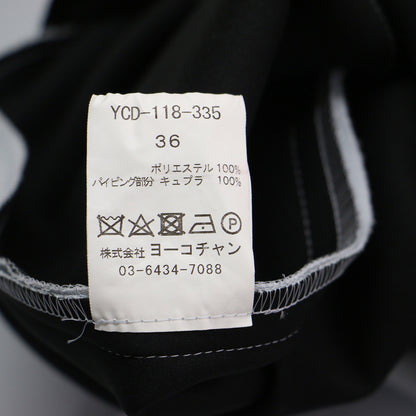 YCD-118-335
36
ポリエステル 100%
パイピング部分 キュプラ 100%
P
株式会社 ヨーコチャン
03-6434-7088